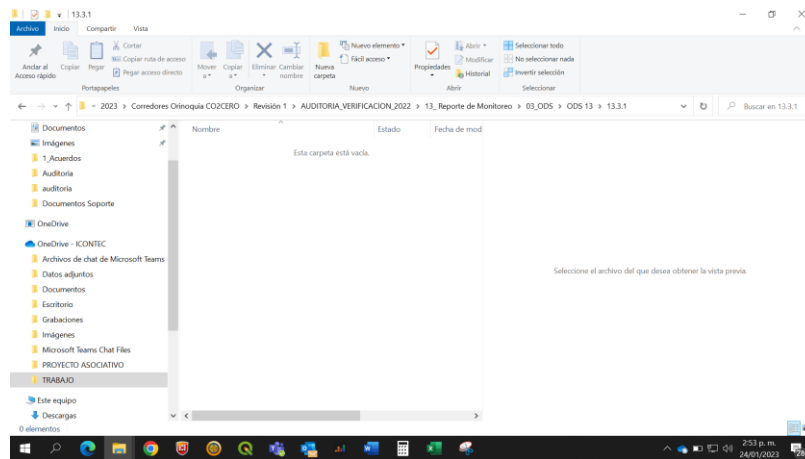 13.3.1
Archivo Inicio Compartir Vista
Anclar al
Acceso rápido
Copiar
Pegar
Cortar
Copiar ruta de acceso
Pegar acceso directo
Portapapeles
Mover
a
Copiar
a
Eliminar
Cambiar
nombre
Organizar
Nueva
carpeta
Nuevo elemento
Fácil acceso
Nuevo
Propiedades
Abrir
Modificar
Historial
Abrir
Seleccionar todo
No seleccionar nada
Invertir selección
Seleccionar
2023 > Corredores Orinoquia CO2CERO > Revisión 1 > AUDITORIA_VERIFICACION_2022 > 13_ Reporte de Monitoreo > 03_ODS > ODS 13 > 13.3.1
Buscar en 13.3.1
Documentos
Imágenes
1_Acuerdos
Auditoria
auditoria
Documentos Soporte
OneDrive
OneDrive - ICONTEC
Archivos de chat de Microsoft Teams
Datos adjuntos
Documentos
Escritorio
Grabaciones
Imágenes
Microsoft Teams Chat Files
PROYECTO ASOCIATIVO
TRABAJO
Este equipo
Descargas
Nombre Estado Fecha de mod
Esta carpeta está vacía.
Seleccione el archivo del que desea obtener la vista previa.
0 elementos
2:53 p. m.
24/01/2023
28